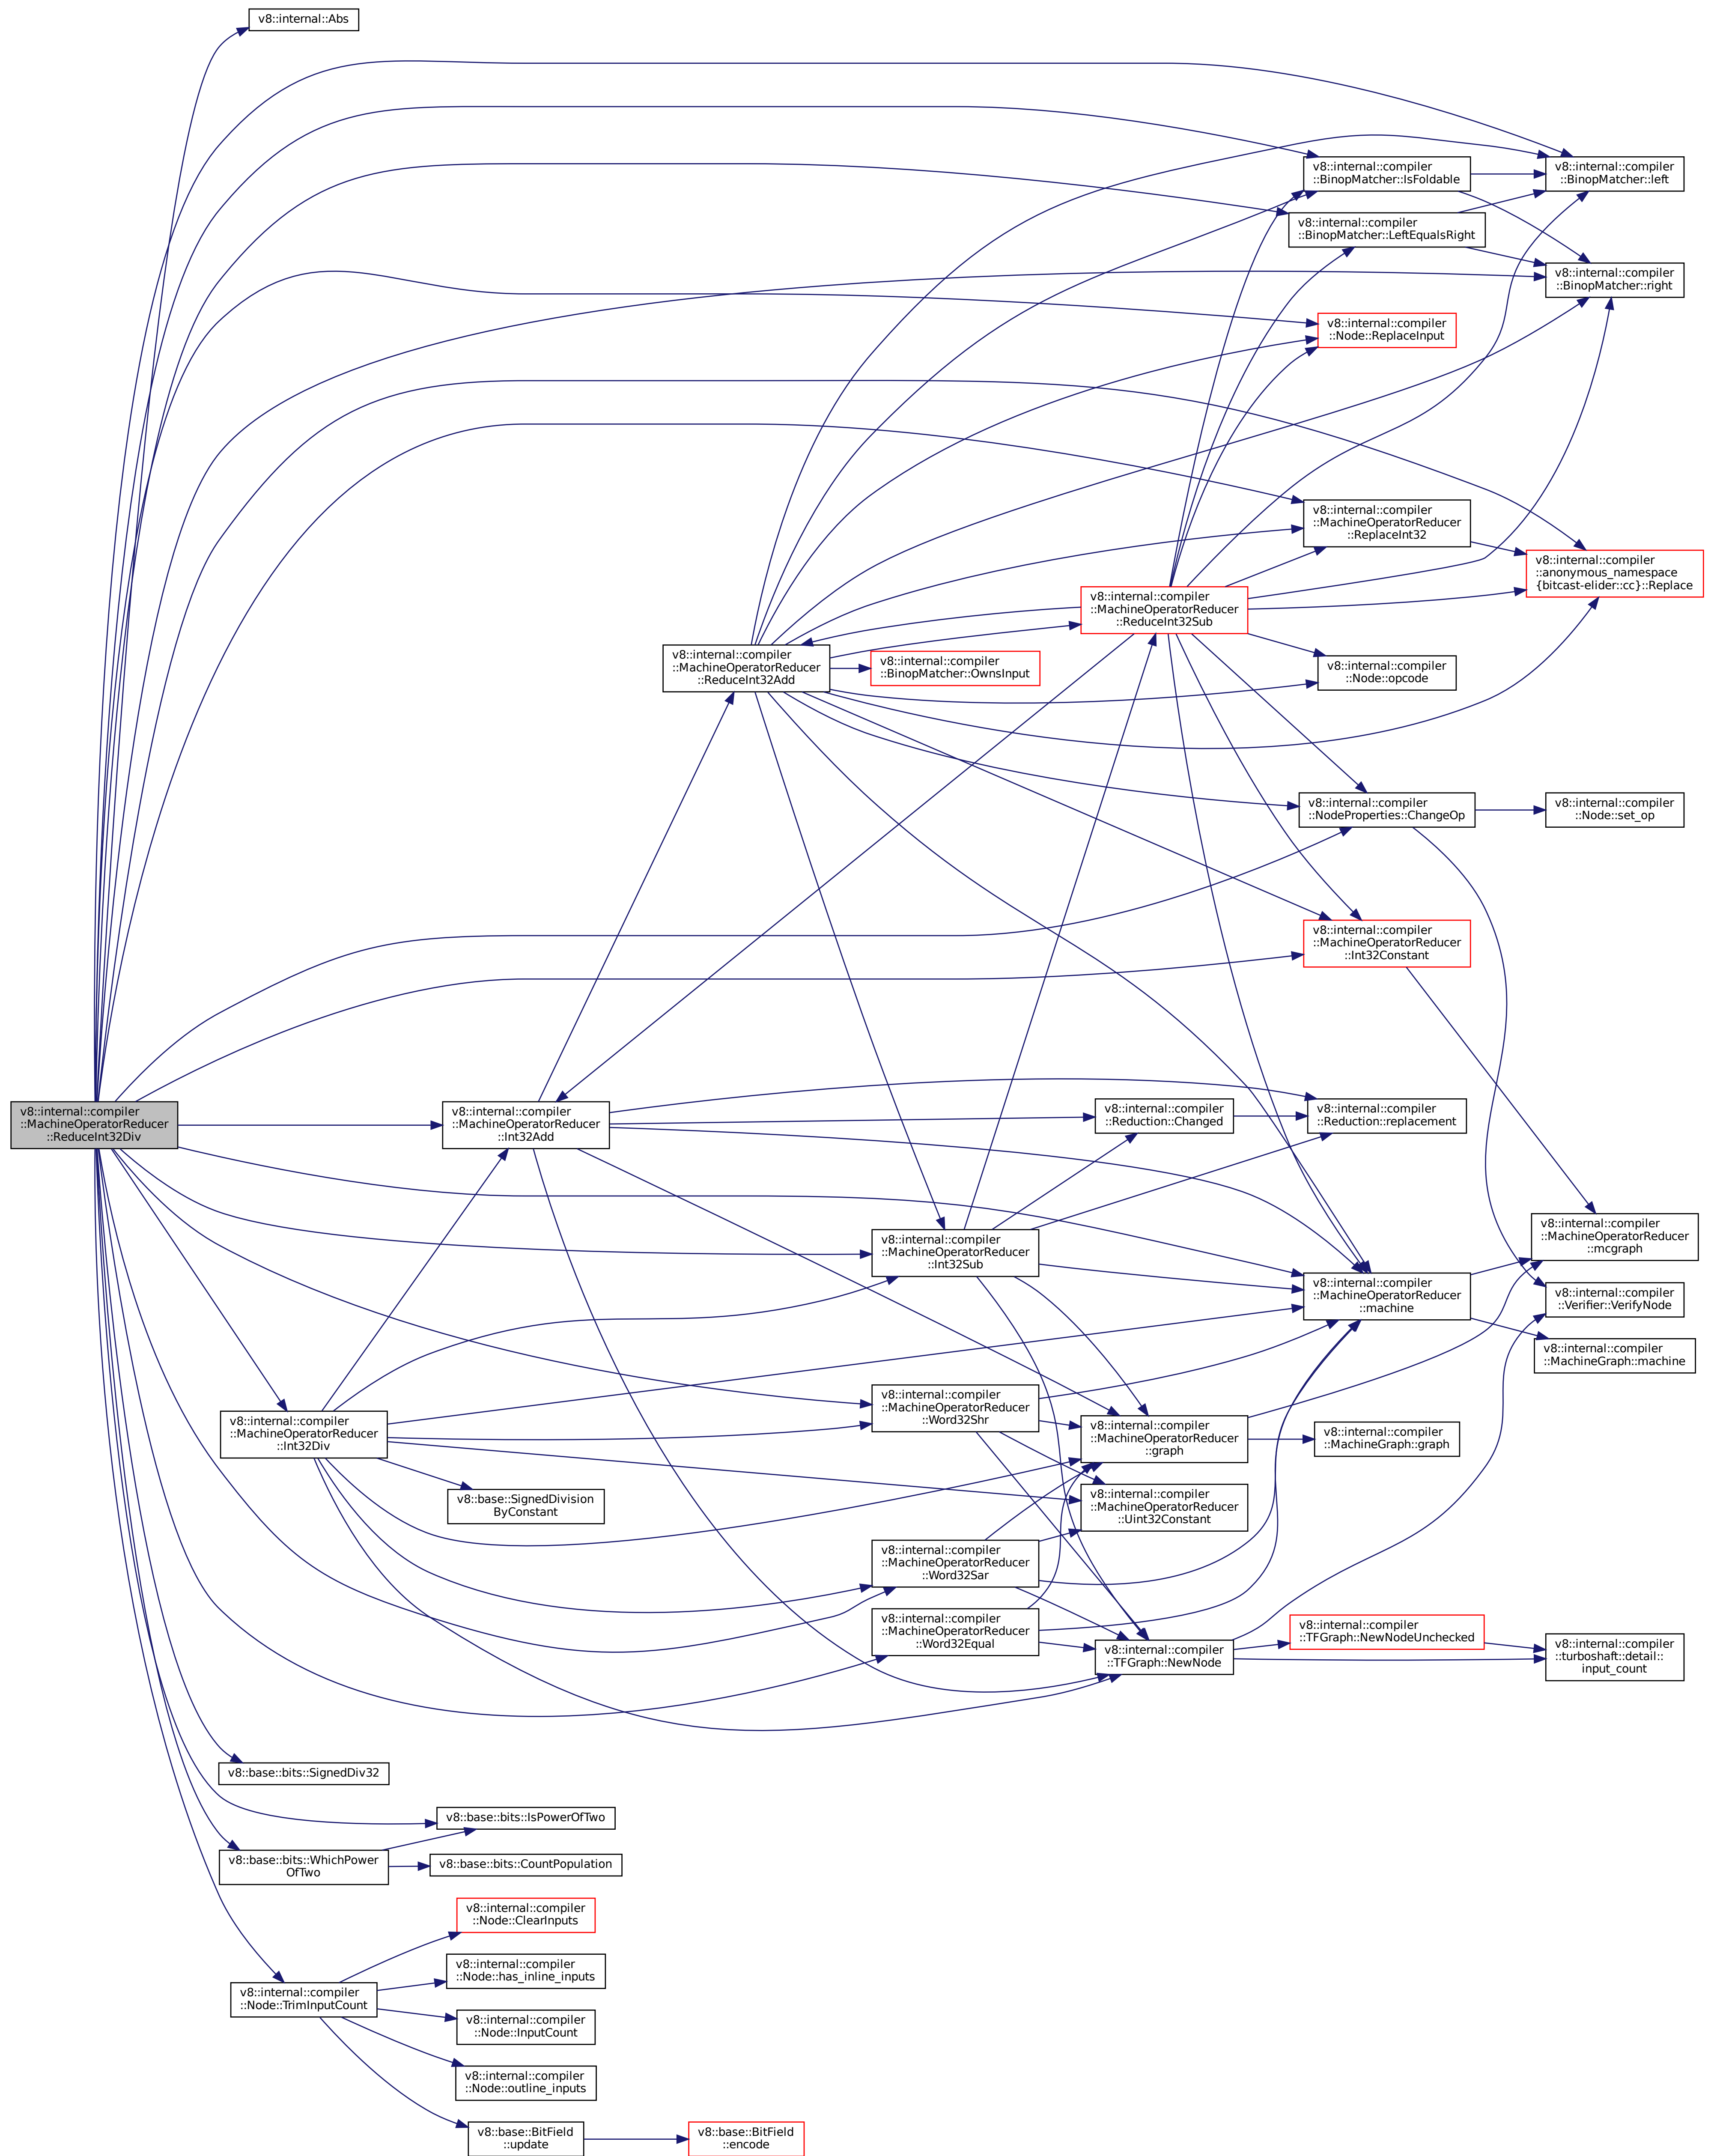 v8::internal::Abs
v8::internal::compiler
::BinopMatcher::IsFoldable
v8::internal::compiler
::BinopMatcher::left
v8::internal::compiler
::BinopMatcher::LeftEqualsRight
v8::internal::compiler
::BinopMatcher::right
v8::internal::compiler
::Node::ReplaceInput
v8::internal::compiler
::MachineOperatorReducer
::ReplaceInt32
v8::internal::compiler
::anonymous_namespace
{bitcast-elider::cc}::Replace
v8::internal::compiler
::MachineOperatorReducer
::ReduceInt32Sub
v8::internal::compiler
::MachineOperatorReducer
::ReduceInt32Add
v8::internal::compiler
::BinopMatcher::OwnsInput
v8::internal::compiler
::Node::opcode
v8::internal::compiler
::NodeProperties::ChangeOp
v8::internal::compiler
::Node::set_op
v8::internal::compiler
::MachineOperatorReducer
::Int32Constant
v8::internal::compiler
::MachineOperatorReducer
::ReduceInt32Div
v8::internal::compiler
::MachineOperatorReducer
::Int32Add
v8::internal::compiler
::Reduction::Changed
v8::internal::compiler
::Reduction::replacement
v8::internal::compiler
::MachineOperatorReducer
::Int32Sub
v8::internal::compiler
::MachineOperatorReducer
::mcgraph
v8::internal::compiler
::MachineOperatorReducer
::machine
v8::internal::compiler
::Verifier::VerifyNode
v8::internal::compiler
::MachineGraph::machine
v8::internal::compiler
::MachineOperatorReducer
::Int32Div
v8::internal::compiler
::MachineOperatorReducer
::Word32Shr
v8::internal::compiler
::MachineOperatorReducer
::graph
v8::internal::compiler
::MachineGraph::graph
v8::base::SignedDivision
ByConstant
v8::internal::compiler
::MachineOperatorReducer
::Uint32Constant
v8::internal::compiler
::MachineOperatorReducer
::Word32Sar
v8::internal::compiler
::MachineOperatorReducer
::Word32Equal
v8::internal::compiler
::TFGraph::NewNode
v8::internal::compiler
::TFGraph::NewNodeUnchecked
v8::internal::compiler
::turboshaft::detail::
input_count
v8::base::bits::SignedDiv32
v8::base::bits::IsPowerOfTwo
v8::base::bits::WhichPower
OfTwo
v8::base::bits::CountPopulation
v8::internal::compiler
::Node::ClearInputs
v8::internal::compiler
::Node::has_inline_inputs
v8::internal::compiler
::Node::TrimInputCount
v8::internal::compiler
::Node::InputCount
v8::internal::compiler
::Node::outline_inputs
v8::base::BitField
::update
v8::base::BitField
::encode